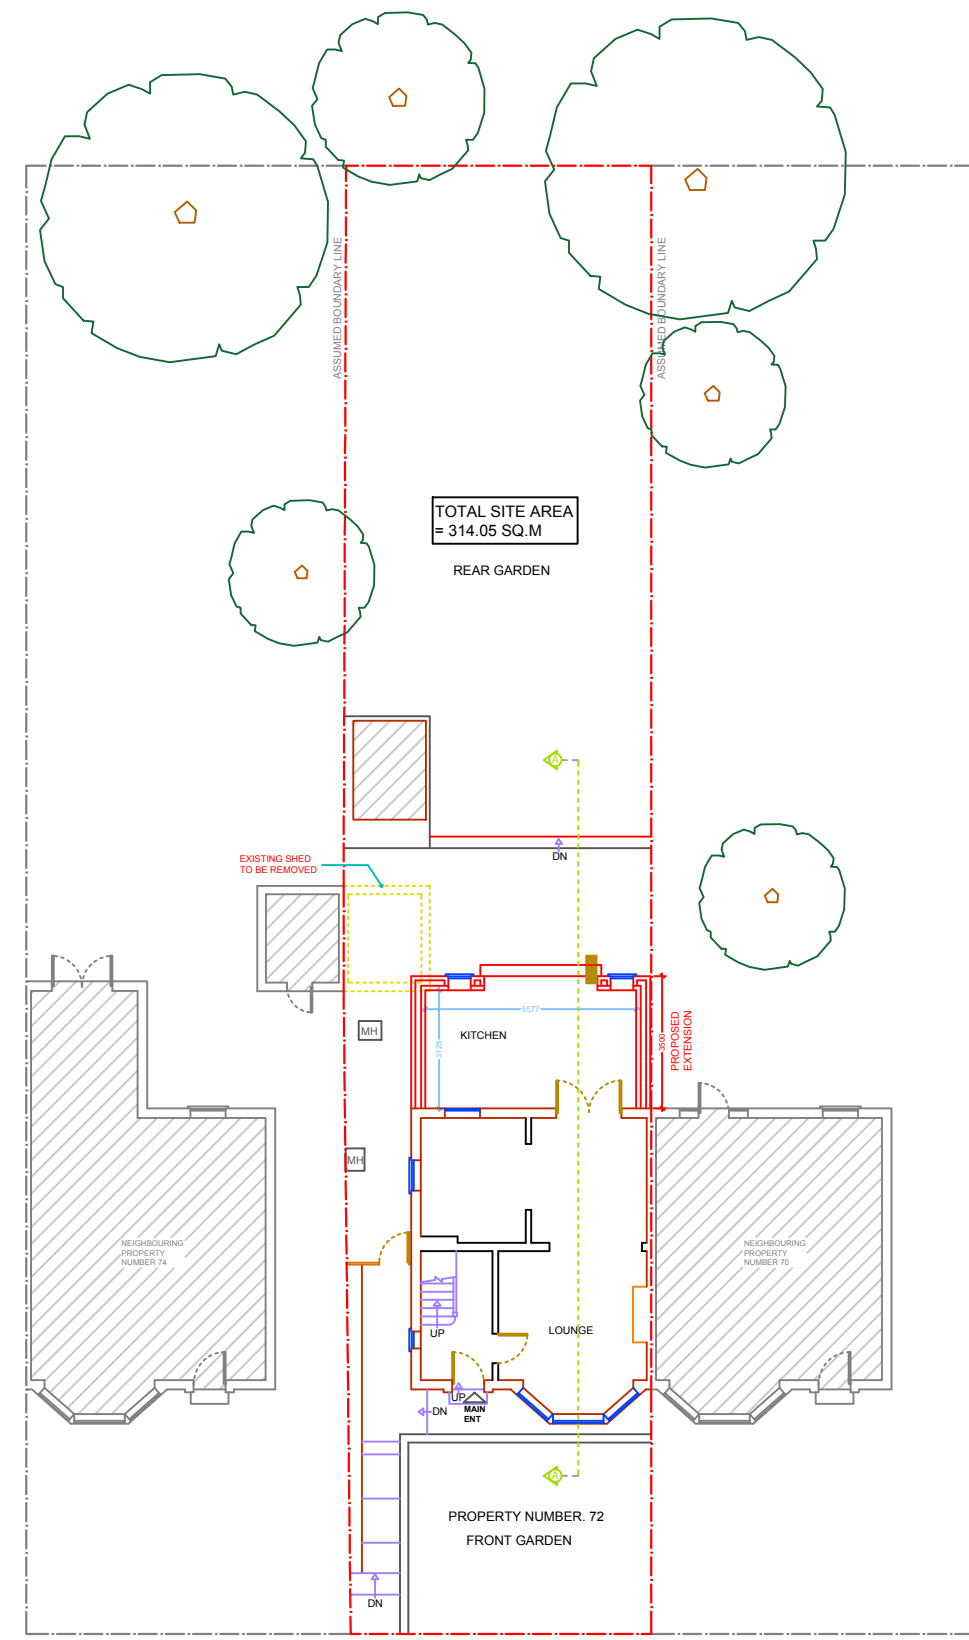 ASSUMED BOUNDARY LINE
ASSUMED BOUNDARY LINE
TOTAL SITE AREA
= 314.05 SQ.M
REAR GARDEN
A
DN
EXISTING SHED
TO BE REMOVED
5577
MH
KITCHEN
3125
3500
PROPOSED
EXTENSION
MH
NEIGHBOURING
PROPERTY
NUMBER 74
NEIGHBOURING
PROPERTY
NUMBER 70
UP
LOUNGE
UP
DN
MAIN
ENT
A
PROPERTY NUMBER. 72
FRONT GARDEN
DN